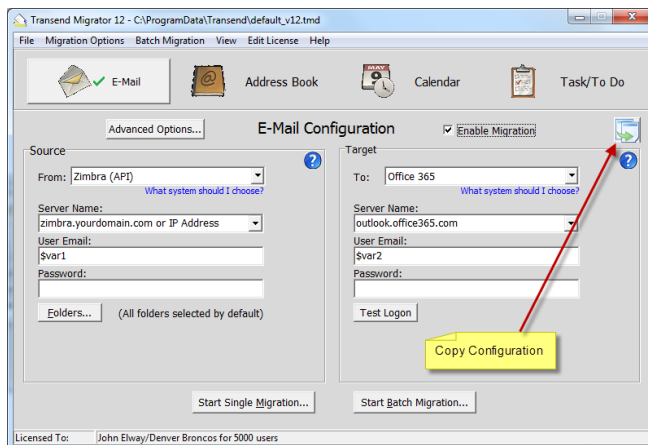 Transend Migrator 12 - C:\ProgramData\Transend\default_v12.tmd
File Migration Options Batch Migration View Edit License Help
E-Mail
Address Book
MAY
Calendar
Task/To Do
Advanced Options...
E-Mail Configuration
Enable Migration
Source
From: Zimbra (API)
What system should I choose?
Server Name:
zimbra.yourdomain.com or IP Address
User Email:
$var1
Password:
Folders...
(All folders selected by default)
Target
To: Office 365
What system should I choose?
Server Name:
outlook.office365.com
User Email:
$var2
Password:
Test Logon
Copy Configuration
Start Single Migration...
Start Batch Migration...
Licensed To: John Elway/Denver Broncos for 5000 users